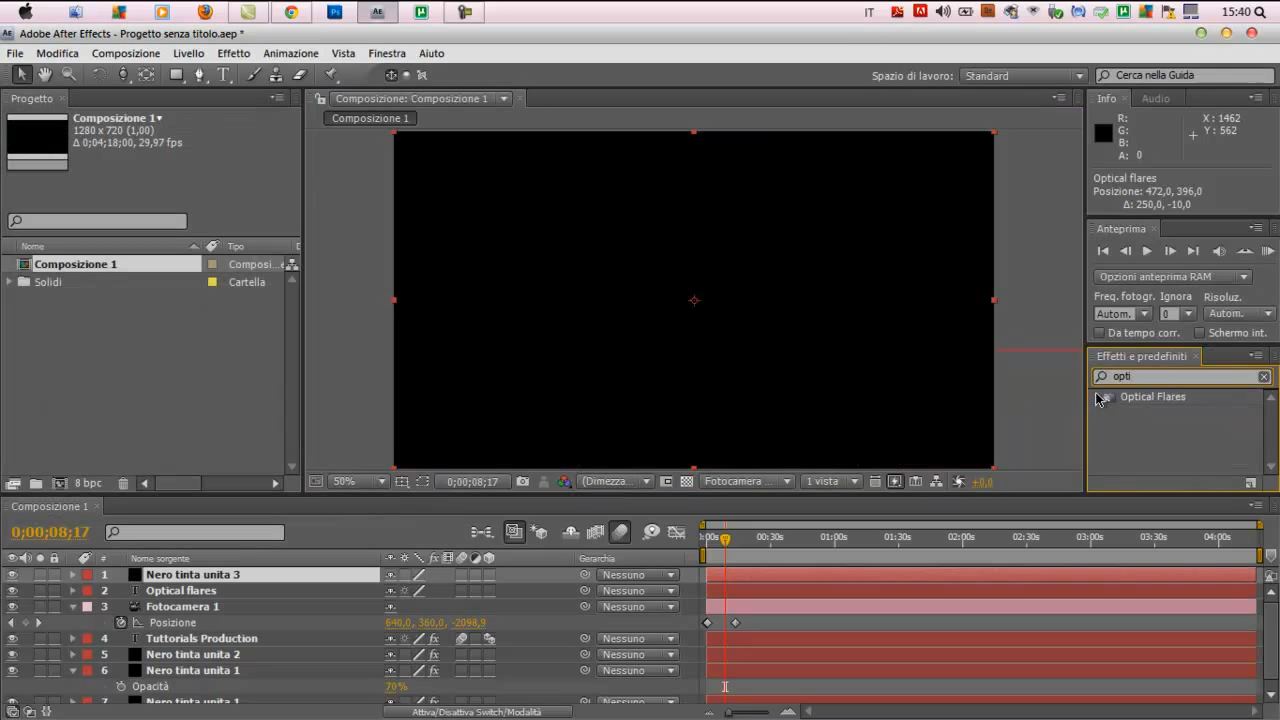 IT
15:40
Adobe After Effects - Progetto senza titolo.aep *
File Modifica Composizione Livello Effetto Animazione Vista Finestra Aiuto
Spazio di lavoro: Standard
Cerca nella Guida
Progetto
Composizione 1
1280 x 720 (1,00)
Δ 0;04;18;00, 29,97 fps
Nome Tipo
Composizione 1 Composi...
Solidi Cartella
8 bpc
Composizione: Composizione 1
Composizione 1
50% 0;00;08;17 (Dimezza... Fotocamera ... 1 vista +0,0
Info Audio
R: X : 1462
G: Y : 562
B:
A: 0
Optical flares
Posizione: 472,0, 396,0
Δ: 250,0, -10,0
Anteprima
Opzioni anteprima RAM
Freq. fotogr. Ignora Risoluz.
Autom. 0 Autom.
Da tempo corr. Schermo int.
Effetti e predefiniti
opti
Optical Flares
Composizione 1
0;00;08;17
# Nome sorgente Gerarchia
:00s 00:30s 01:00s 01:30s 02:00s 02:30s 03:00s 03:30s 04:00s
1 Nero tinta unita 3 Nessuno
2 T Optical flares Nessuno
3 Fotocamera 1 Nessuno
Posizione 640,0, 360,0, -2098,9
4 T Tuttorials Production fx Nessuno
5 Nero tinta unita 2 fx Nessuno
6 Nero tinta unita 1 fx Nessuno
Opacità 70%
7 Nero tinta unita 1 fx Nessuno
Attiva/Disattiva Switch/Modalità